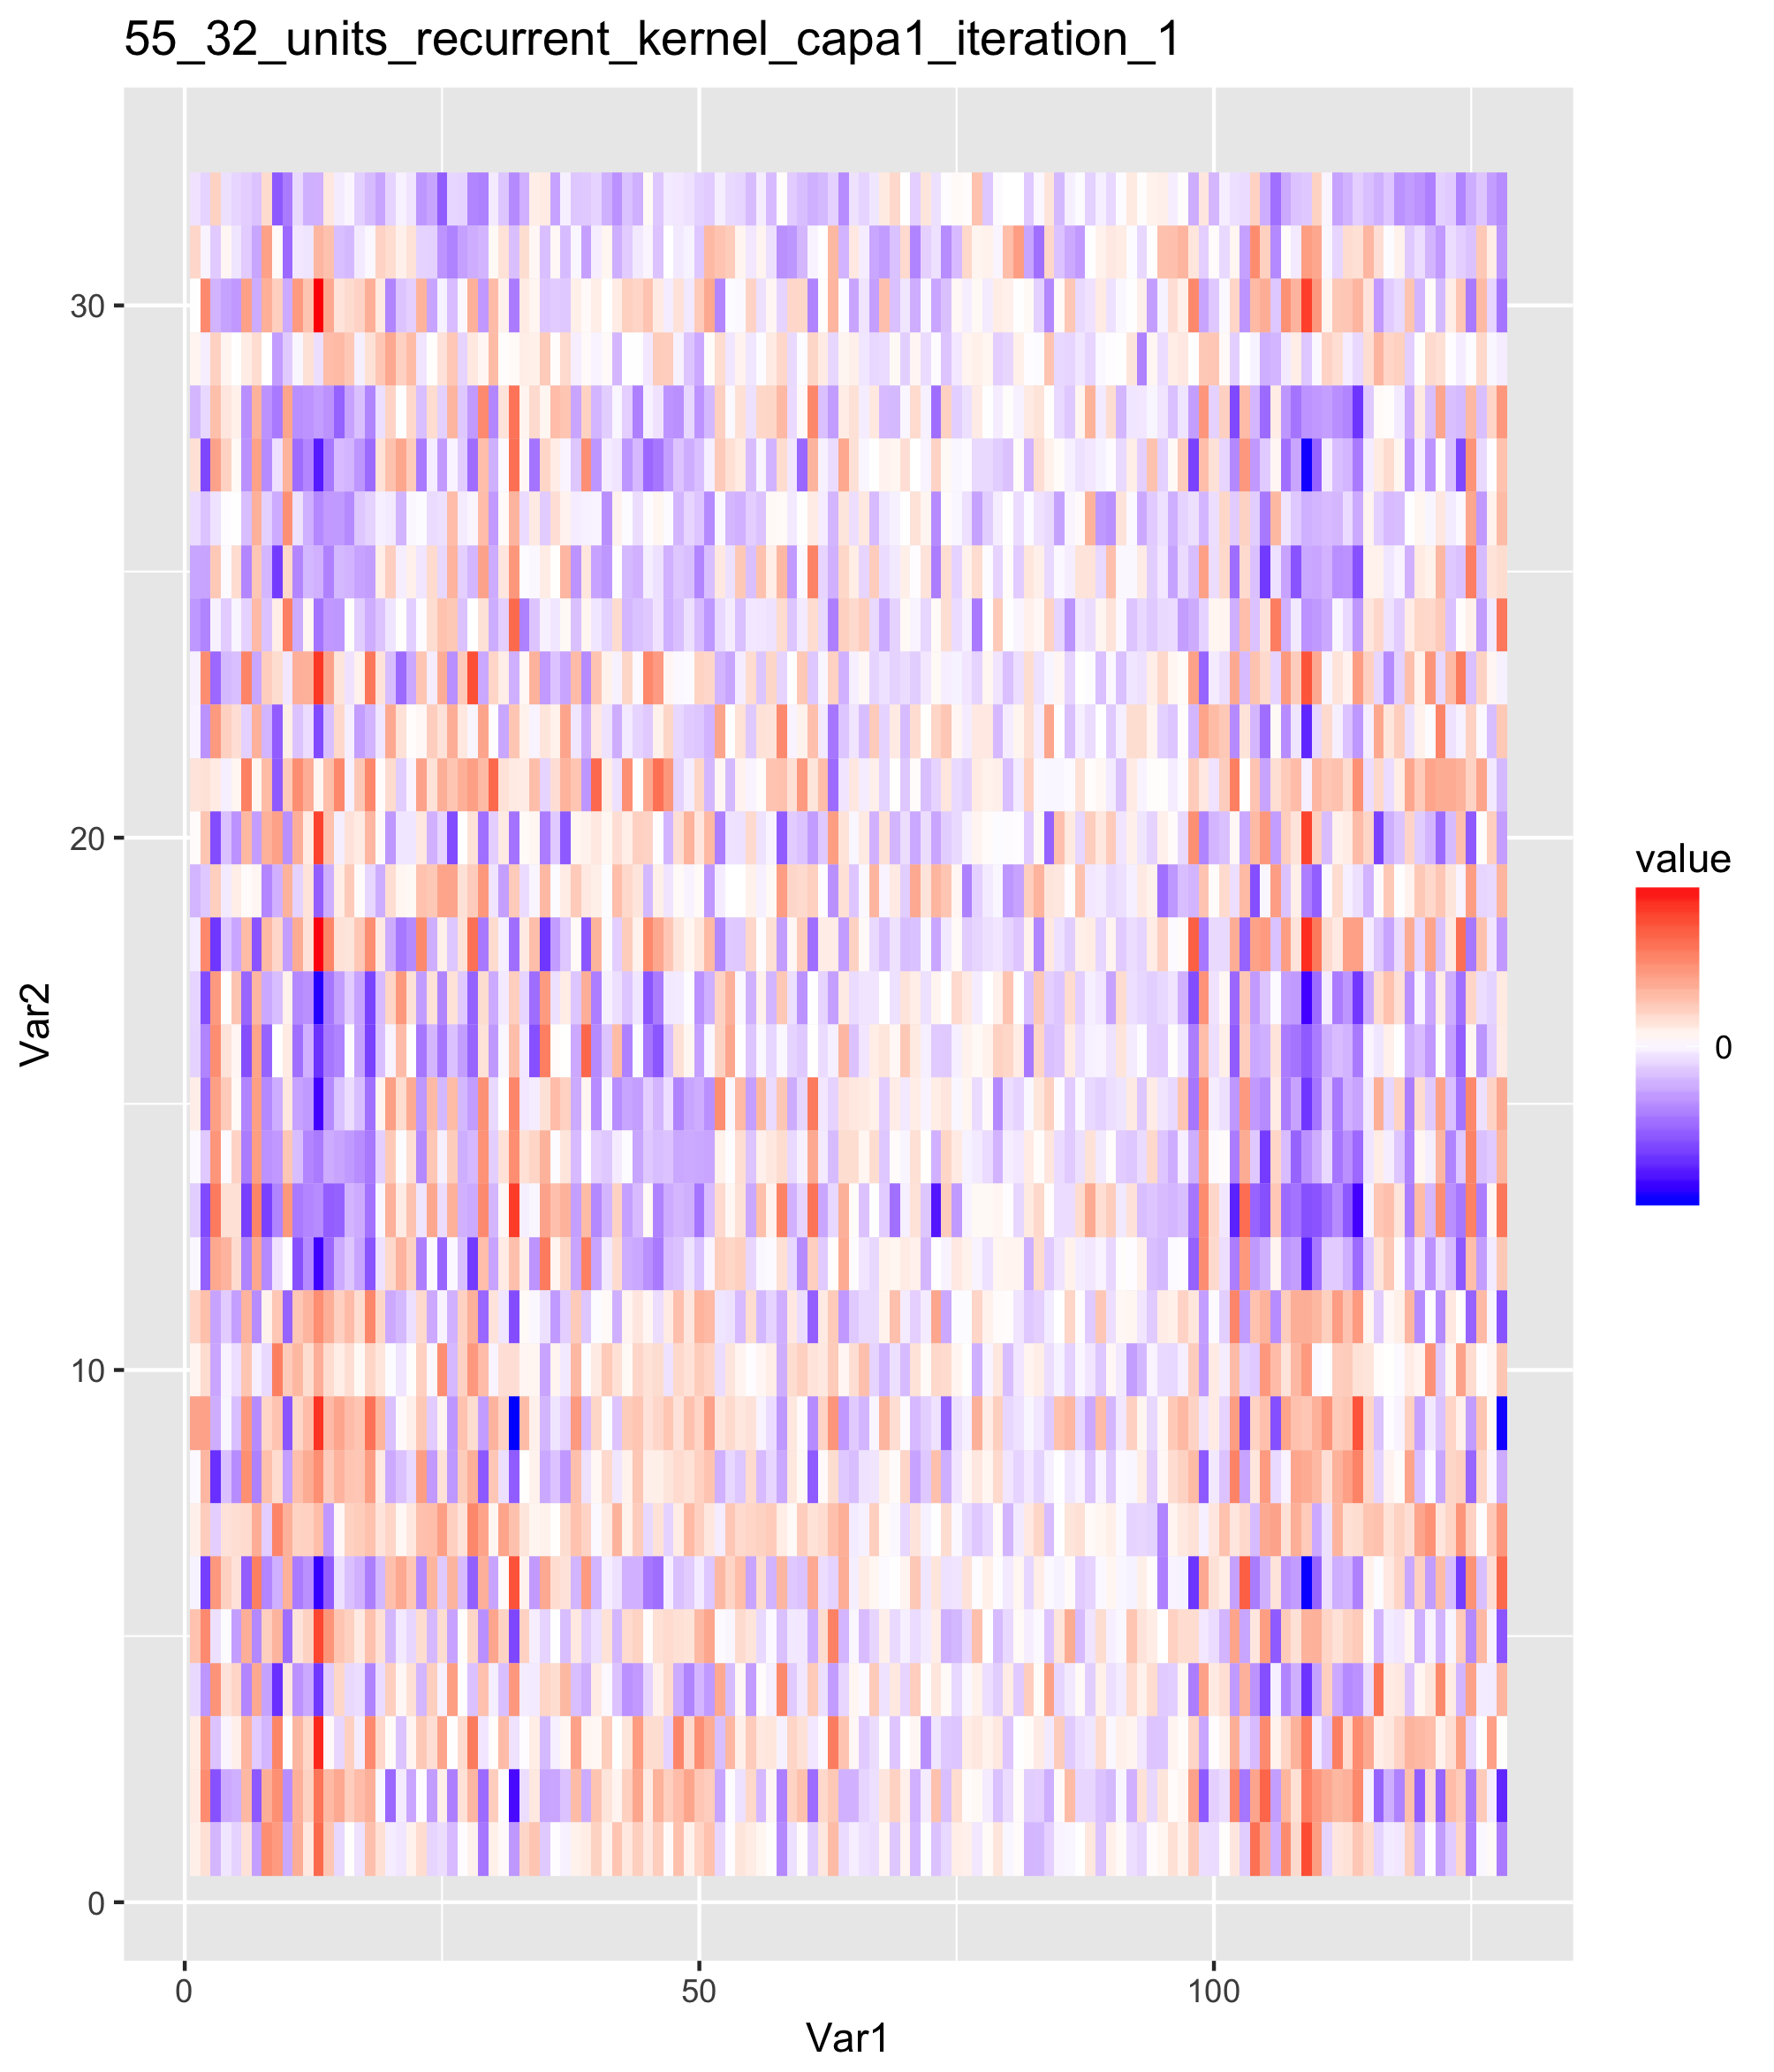 55_32_units_recurrent_kernel_capa1_iteration_1
30
20
10
0
Var2
0
50
100
Var1
value
0